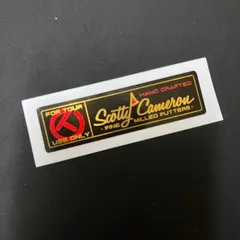 FOR TOUR
USE ONLY
HAND CRAFTED
Scotty Cameron
- FINE MILLED PUTTERS -